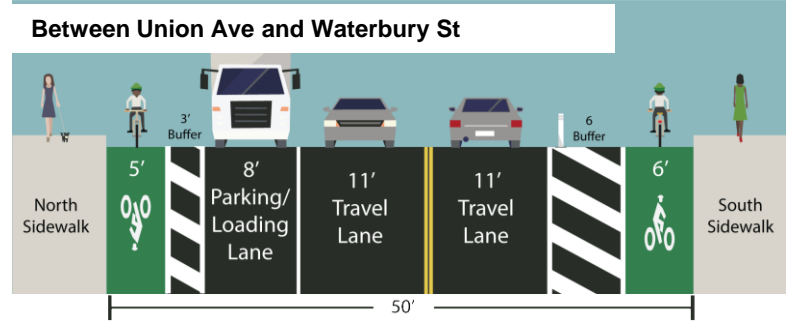 Between Union Ave and Waterbury St
3’
Buffer
6
Buffer
5’
8’
Parking/
Loading
Lane
11’
Travel
Lane
11’
Travel
Lane
6’
North
Sidewalk
South
Sidewalk
50’